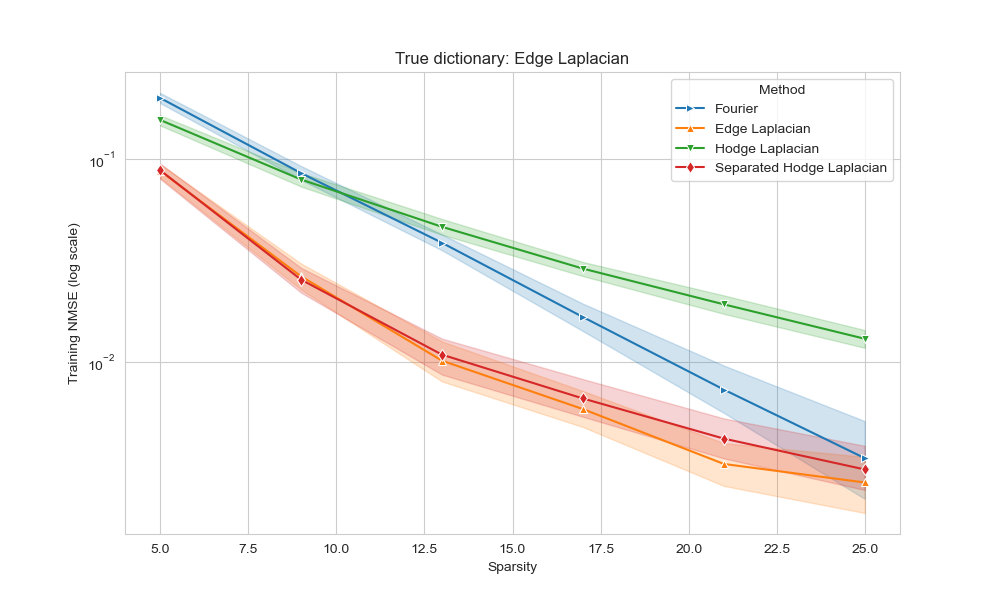 True dictionary: Edge Laplacian
Method
Fourier
Edge Laplacian
Hodge Laplacian
Separated Hodge Laplacian
Training NMSE (log scale)
10⁻¹
10⁻²
5.0 7.5 10.0 12.5 15.0 17.5 20.0 22.5 25.0
Sparsity